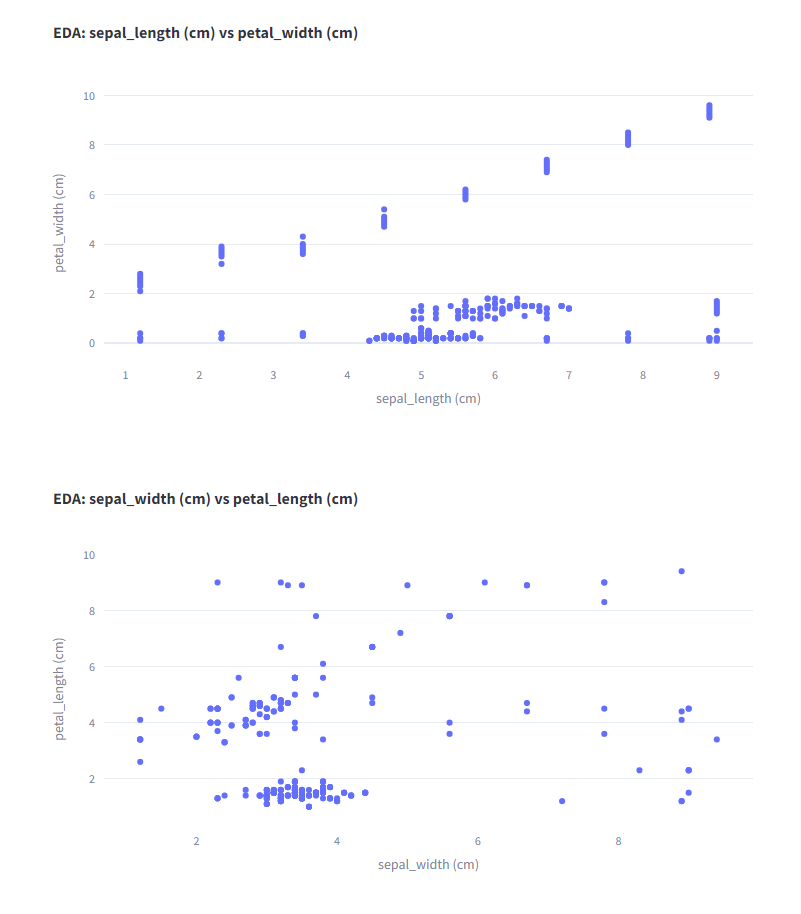 EDA: sepal_length (cm) vs petal_width (cm)
10
8
6
4
2
0
petal_width (cm)
1 2 3 4 5 6 7 8 9
sepal_length (cm)
EDA: sepal_width (cm) vs petal_length (cm)
10
8
6
4
2
petal_length (cm)
2 4 6 8
sepal_width (cm)